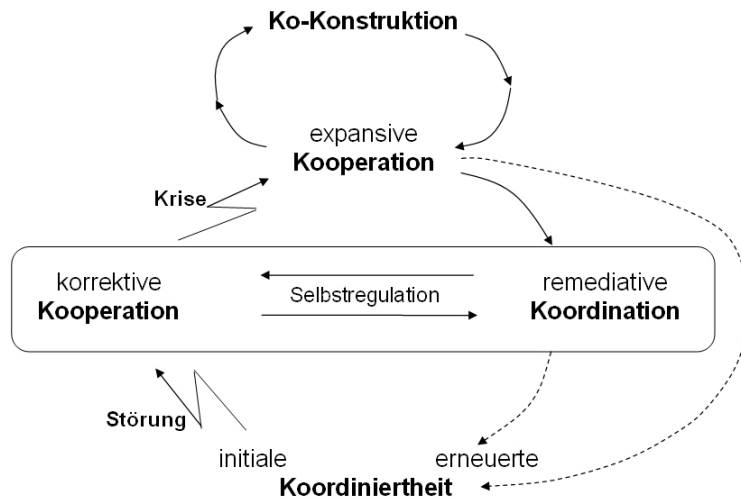 Ko-Konstruktion
expansive
Kooperation
Krise
korrektive
Kooperation
Selbstregulation
remediative
Koordination
Störung
initiale
erneuerte
Koordiniertheit